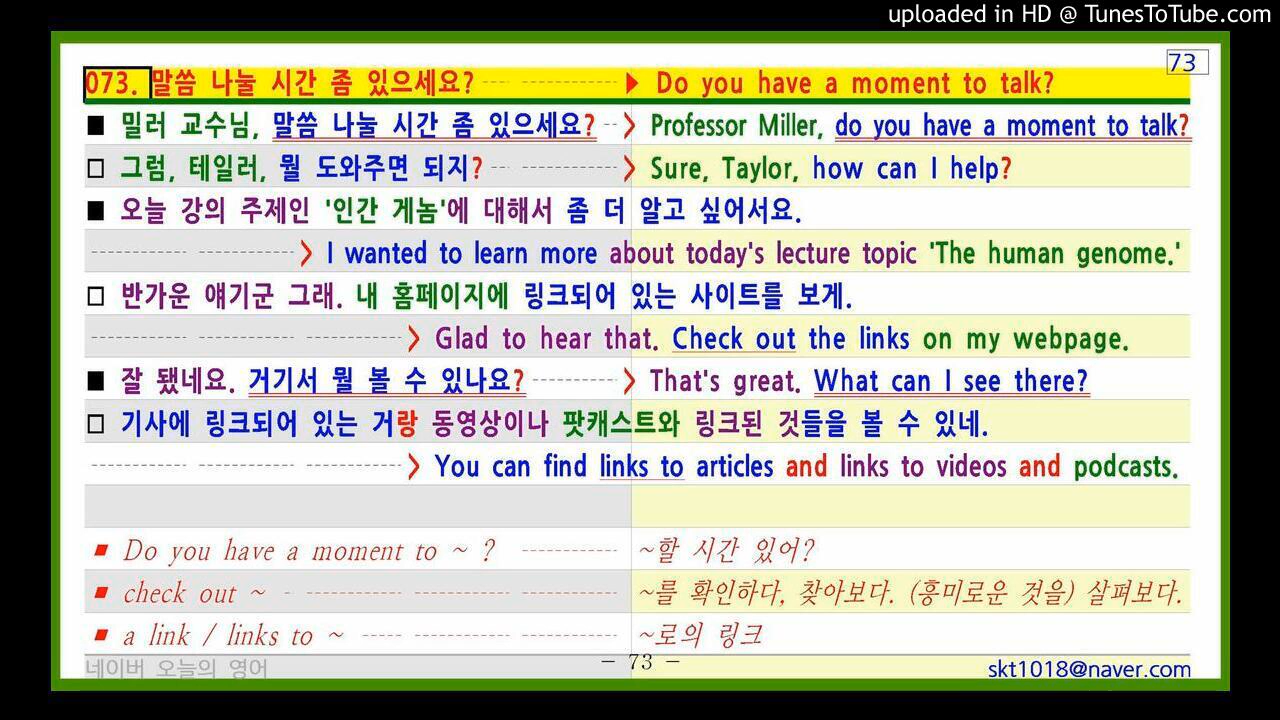 uploaded in HD @ TunesToTube.com
73
073. 말씀 나눌 시간 좀 있으세요? Do you have a moment to talk?
■ 밀러 교수님, 말씀 나눌 시간 좀 있으세요? Professor Miller, do you have a moment to talk?
□ 그럼, 테일러, 뭘 도와주면 되지? Sure, Taylor, how can I help?
■ 오늘 강의 주제인 '인간 게놈'에 대해서 좀 더 알고 싶어서요.
I wanted to learn more about today's lecture topic 'The human genome.'
□ 반가운 얘기군 그래. 내 홈페이지에 링크되어 있는 사이트를 보게.
Glad to hear that. Check out the links on my webpage.
■ 잘 됐네요. 거기서 뭘 볼 수 있나요? That's great. What can I see there?
□ 기사에 링크되어 있는 거랑 동영상이나 팟캐스트와 링크된 것들을 볼 수 있네.
You can find links to articles and links to videos and podcasts.
Do you have a moment to ~ ? ~할 시간 있어?
check out ~ ~를 확인하다, 찾아보다. (흥미로운 것을) 살펴보다.
a link / links to ~ ~로의 링크
네이버 오늘의 영어 - 73 - skt1018@naver.com